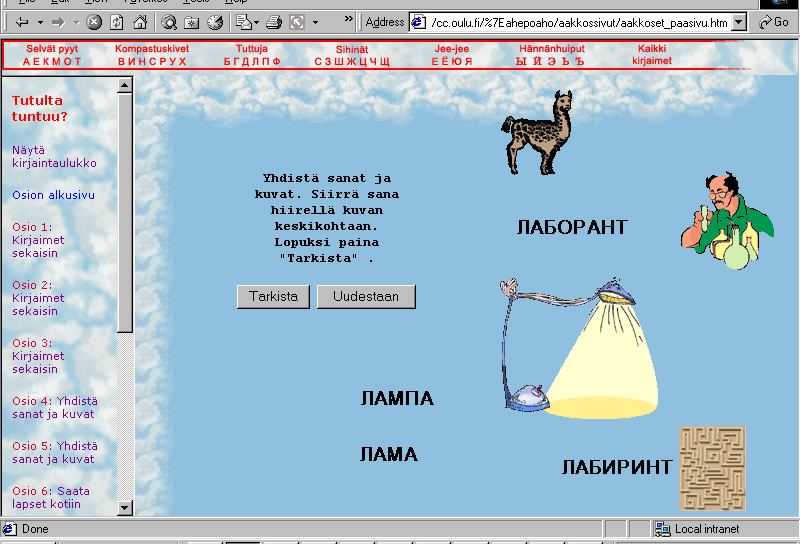 Address
/cc.oulu.fi/%7Eahepoaho/aakkossivut/aakkoset_paasivu.htm
Go
Selvät pyyt
А Е К М О Т
Kompastuskivet
В И Н С Р У Х
Tuttuja
Б Г Д Л П Ф
Sihinät
С З Ш Ж Ц Ч Щ
Jee-jee
Е Ё Ю Я
Hännänhuiput
Ы Й Э Ь Ъ
Kaikki
kirjaimet
Tutulta
tuntuu?
Näytä
kirjaintaulukko
Osion alkusivu
Osio 1:
Kirjaimet
sekaisin
Osio 2:
Kirjaimet
sekaisin
Osio 3:
Kirjaimet
sekaisin
Osio 4: Yhdistä
sanat ja kuvat
Osio 5: Yhdistä
sanat ja kuvat
Osio 6: Saata
lapset kotiin
Yhdistä sanat ja
kuvat. Siirrä sana
hiirellä kuvan
keskikohtaan.
Lopuksi paina
"Tarkista" .
Tarkista
Uudestaan
ЛАБОРАНТ
ЛАМПА
ЛАМА
ЛАБИРИНТ
Done
Local intranet